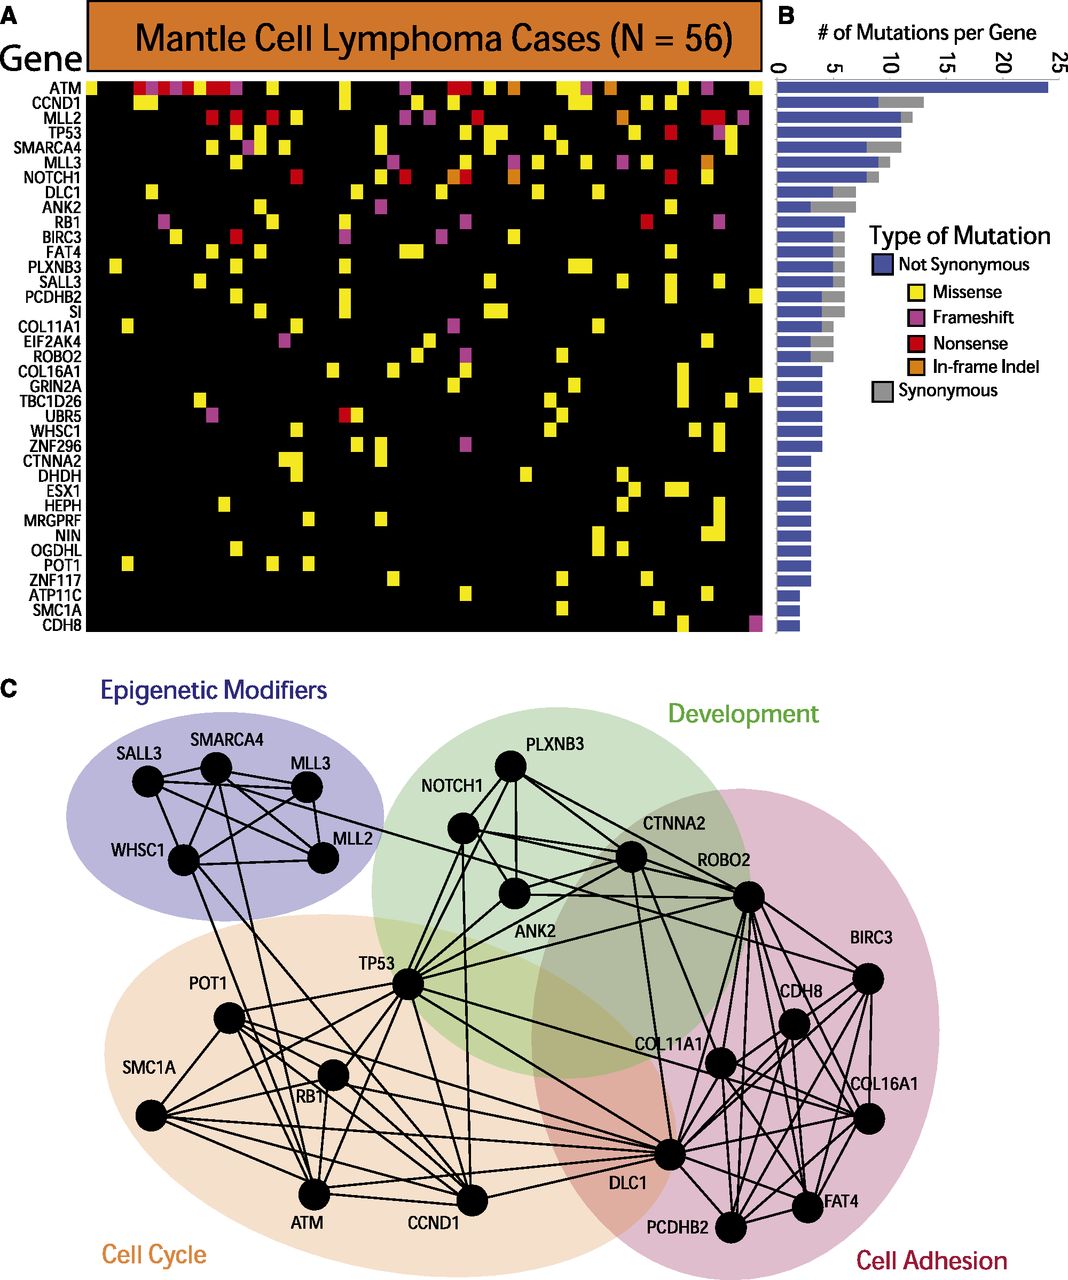 A
Mantle Cell Lymphoma Cases (N = 56)
Gene
ATM
CCND1
MLL2
TP53
SMARCA4
MLL3
NOTCH1
DLC1
ANK2
RB1
BIRC3
FAT4
PLXNB3
SALL3
PCDHB2
SI
COL11A1
EIF2AK4
ROBO2
COL16A1
GRIN2A
TBC1D26
UBR5
WHSC1
ZNF296
CTNNA2
DHDH
ESX1
HEPH
MRGPRF
NIN
OGDHL
POT1
ZNF117
ATP11C
SMC1A
CDH8
B
# of Mutations per Gene
0 5 10 15 20 25
Type of Mutation
Not Synonymous
Missense
Frameshift
Nonsense
In-frame Indel
Synonymous
C
Epigenetic Modifiers
Development
SALL3
SMARCA4
MLL3
WHSC1
MLL2
PLXNB3
NOTCH1
CTNNA2
ROBO2
ANK2
BIRC3
TP53
POT1
CDH8
COL11A1
SMC1A
RB1
COL16A1
DLC1
ATM
CCND1
PCDHB2
FAT4
Cell Cycle
Cell Adhesion